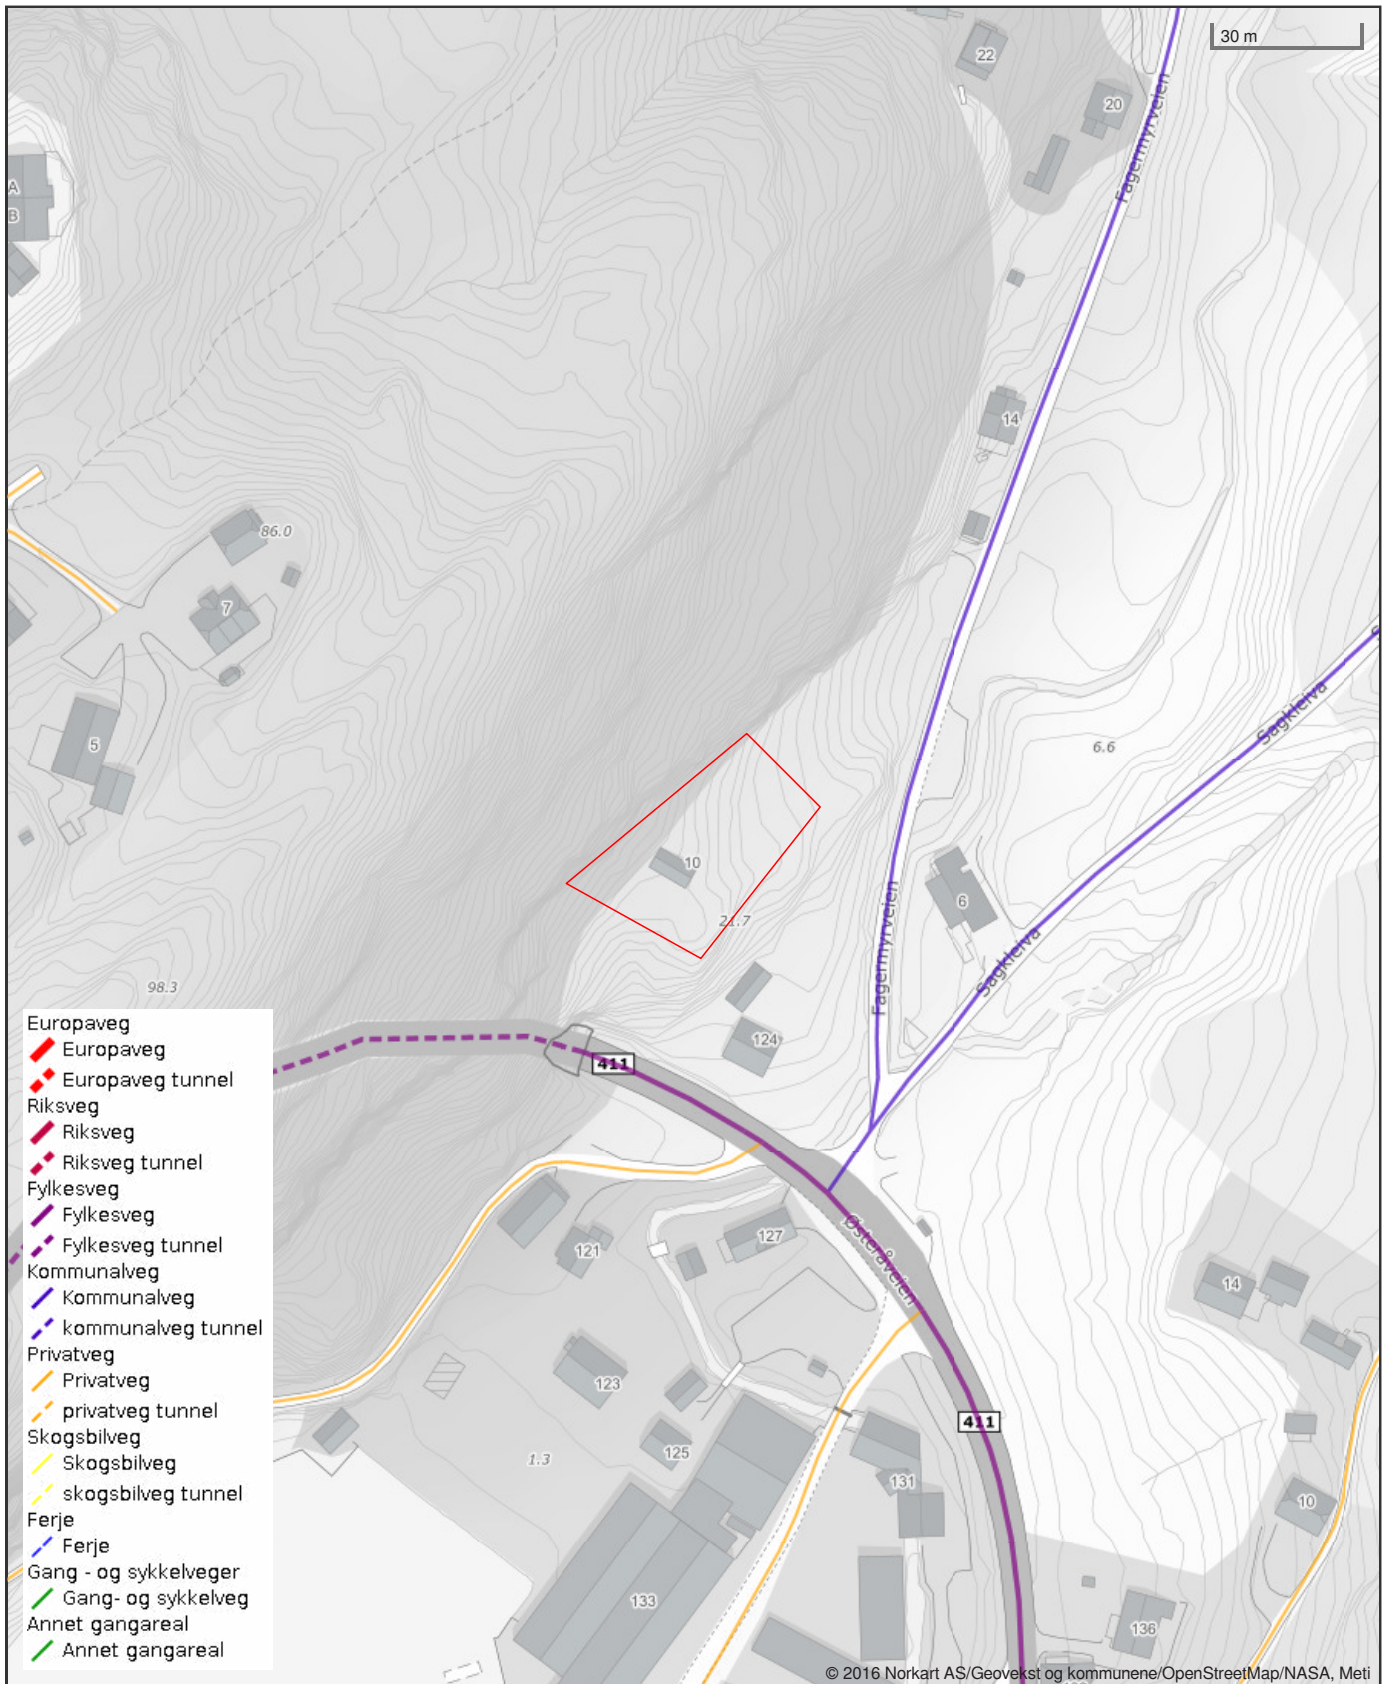 30 m
22
20
Fagermyrveien
A
B
14
86.0
7
5
Sagkleiva
6.6
10
6
21.7
Fagermyrveien
Sagkleiva
98.3
124
411
Europaveg
Europaveg
Europaveg tunnel
Riksveg
Riksveg
Riksveg tunnel
Fylkesveg
Fylkesveg
Fylkesveg tunnel
Kommunalveg
Kommunalveg
kommunalveg tunnel
Privatveg
Privatveg
privatveg tunnel
Skogsbilveg
Skogsbilveg
skogsbilveg tunnel
Ferje
Ferje
Gang - og sykkelveger
Gang- og sykkelveg
Annet gangareal
Annet gangareal
127
121
Østeråveien
14
123
411
125
1.3
131
10
133
136
© 2016 Norkart AS/Geovekst og kommunene/OpenStreetMap/NASA, Meti